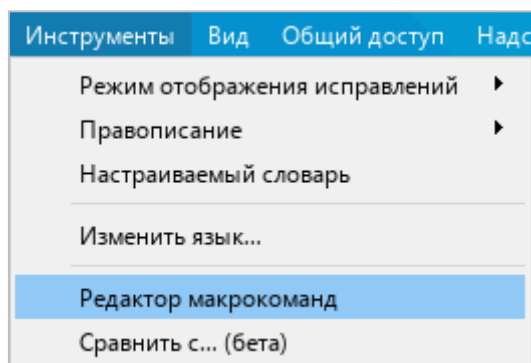 Инструменты Вид Общий доступ
Режим отображения исправлений
Правописание
Настраиваемый словарь
Изменить язык...
Редактор макрокоманд
Сравнить с... (бета)